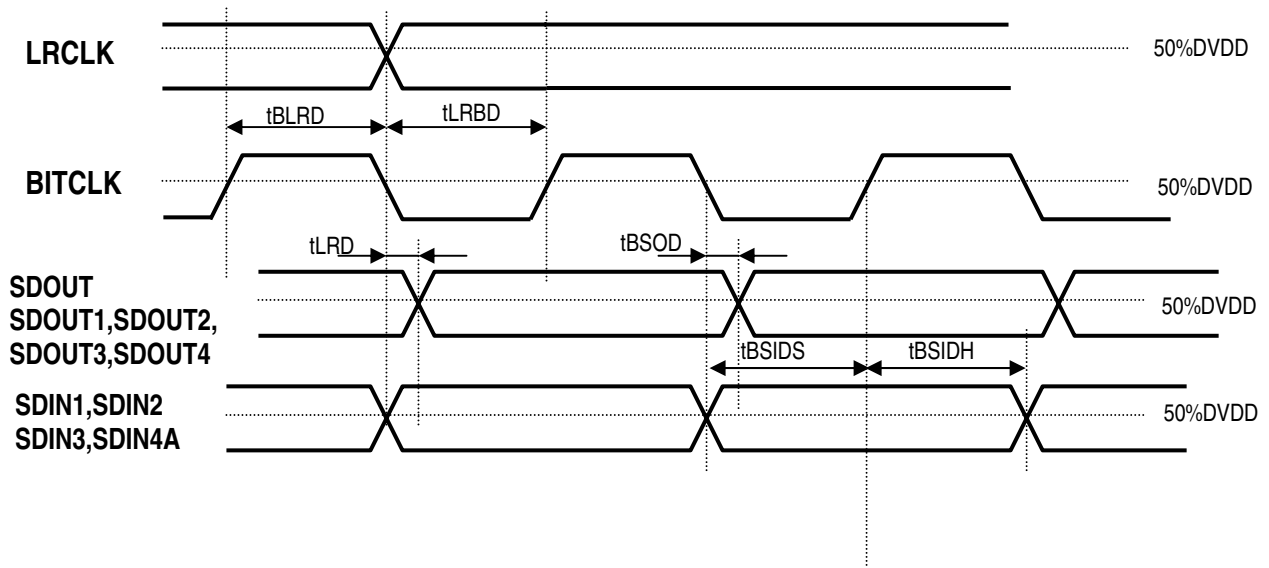 LRCLK
50%DVDD
tBLRD
tLRBD
BITCLK
50%DVDD
tLRD
tBSOD
SDOUT
SDOUT1,SDOUT2,
SDOUT3,SDOUT4
50%DVDD
tBSIDS
tBSIDH
SDIN1,SDIN2
SDIN3,SDIN4A
50%DVDD